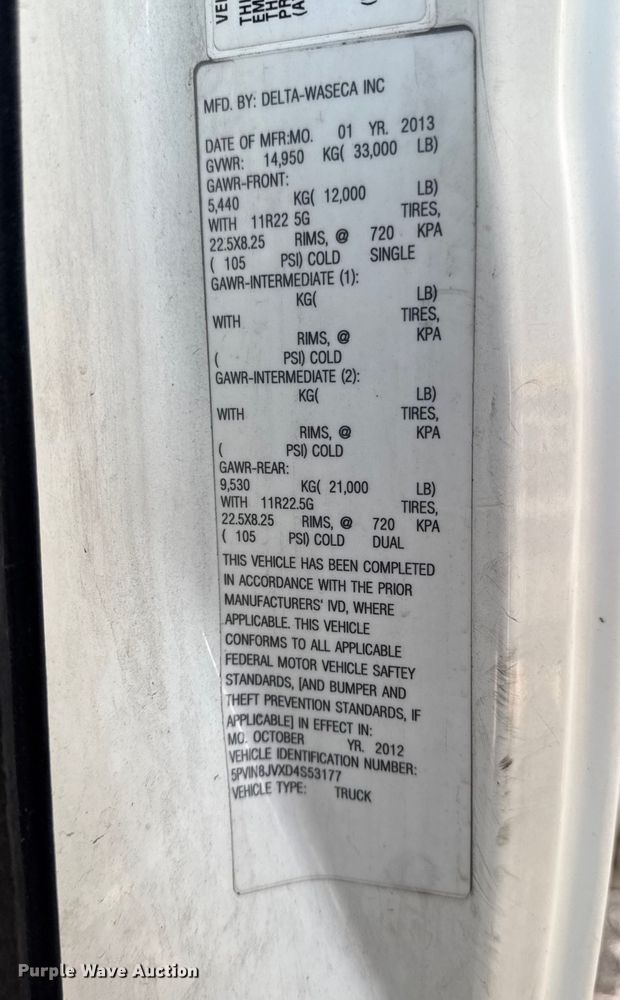 VEH
THI
EM
TH
PR
(A
(
MFD. BY: DELTA-WASECA INC
DATE OF MFR:MO. 01 YR. 2013
GVWR: 14,950 KG( 33,000 LB)
GAWR-FRONT:
5,440 KG( 12,000 LB)
WITH 11R22 5G TIRES,
22.5X8.25 RIMS, @ 720 KPA
( 105 PSI) COLD SINGLE
GAWR-INTERMEDIATE (1):
KG( LB)
WITH TIRES,
RIMS, @ KPA
( PSI) COLD
GAWR-INTERMEDIATE (2):
KG( LB)
WITH TIRES,
RIMS, @ KPA
( PSI) COLD
GAWR-REAR:
9,530 KG( 21,000 LB)
WITH 11R22.5G TIRES,
22.5X8.25 RIMS, @ 720 KPA
( 105 PSI) COLD DUAL
THIS VEHICLE HAS BEEN COMPLETED
IN ACCORDANCE WITH THE PRIOR
MANUFACTURERS' IVD, WHERE
APPLICABLE. THIS VEHICLE
CONFORMS TO ALL APPLICABLE
FEDERAL MOTOR VEHICLE SAFTEY
STANDARDS, [AND BUMPER AND
THEFT PREVENTION STANDARDS, IF
APPLICABLE] IN EFFECT IN:
MO. OCTOBER YR. 2012
VEHICLE IDENTIFICATION NUMBER:
5PVIN8JVXD4S53177
VEHICLE TYPE: TRUCK
Purple Wave Auction